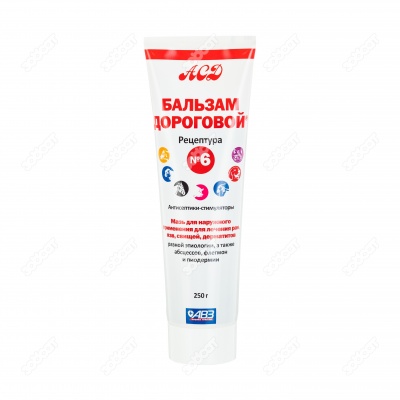 АСД
БАЛЬЗАМ
ДОРОГОВОЙ
Рецептура
№6
Антисептики-стимуляторы
Мазь для наружного
применения для лечения ран,
язв, свищей, дерматитов
разной этиологии, а также
абсцессов, флегмон
и пиодермии
250 г
АВЗ